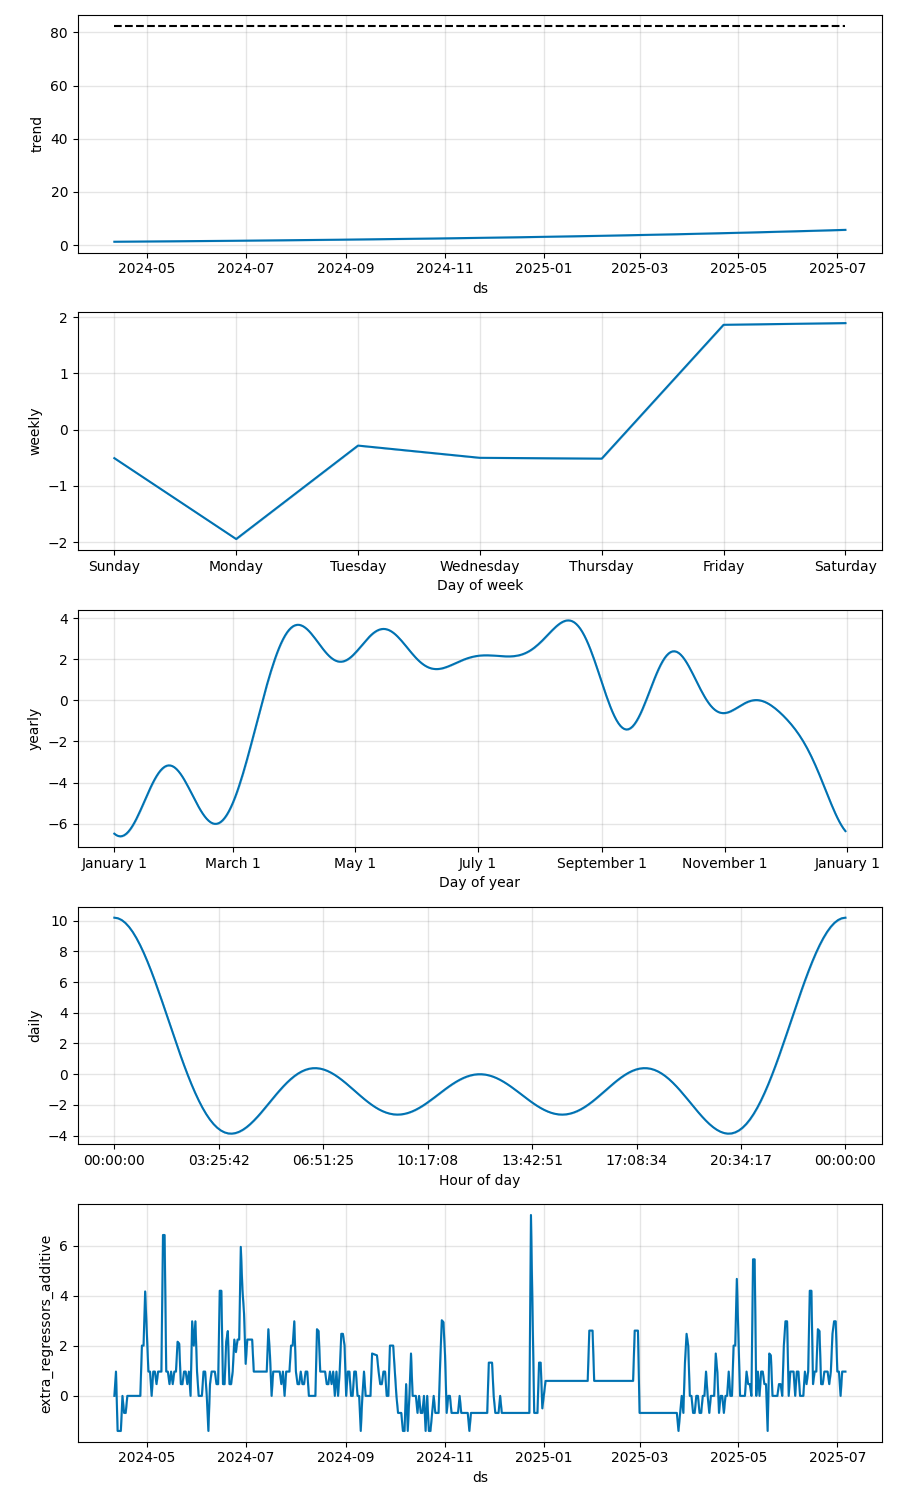 80
60
40
20
0
trend
2024-05 2024-07 2024-09 2024-11 2025-01 2025-03 2025-05 2025-07
ds
2
1
0
−1
−2
weekly
Sunday Monday Tuesday Wednesday Thursday Friday Saturday
Day of week
4
2
0
−2
−4
−6
yearly
January 1 March 1 May 1 July 1 September 1 November 1 January 1
Day of year
10
8
6
4
2
0
−2
−4
daily
00:00:00 03:25:42 06:51:25 10:17:08 13:42:51 17:08:34 20:34:17 00:00:00
Hour of day
6
4
2
0
extra_regressors_additive
2024-05 2024-07 2024-09 2024-11 2025-01 2025-03 2025-05 2025-07
ds